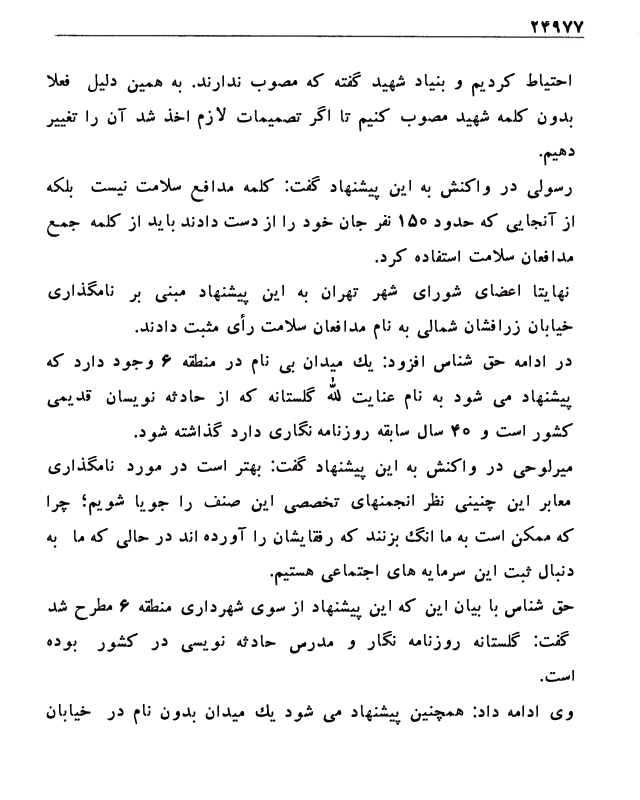 ۲۴۹۷۷
احتیاط کردیم و بنیاد شهید گفته که مصوب ندارند. به همین دلیل فعلا
بدون کلمه شهید مصوب کنیم تا اگر تصمیمات لازم اخذ شد آن را تغییر
دهیم.
رسولی در واکنش به این پیشنهاد گفت: کلمه مدافع سلامت نیست بلکه
از آنجایی که حدود ۱۵۰ نفر جان خود را از دست دادند باید از کلمه جمع
مدافعان سلامت استفاده کرد.
نهایتا اعضای شورای شهر تهران به این پیشنهاد مبنی بر نامگذاری
خیابان زرافشان شمالی به نام مدافعان سلامت رأی مثبت دادند.
در ادامه حق شناس افزود: یك میدان بی نام در منطقه ۶ وجود دارد که
پیشنهاد می شود به نام عنایت لله گلستانه که از حادثه نویسان قدیمی
کشور است و ۴۰ سال سابقه روزنامه نگاری دارد گذاشته شود.
میرلوحی در واکنش به این پیشنهاد گفت: بهتر است در مورد نامگذاری
معابر این چنینی نظر انجمنهای تخصصی این صنف را جویا شویم؛ چرا
که ممکن است به ما انگ بزنند که رفقایشان را آورده اند در حالی که ما به
دنبال ثبت این سرمایه های اجتماعی هستیم.
حق شناس با بیان این که این پیشنهاد از سوی شهرداری منطقه ۶ مطرح شد
گفت: گلستانه روزنامه نگار و مدرس حادثه نویسی در کشور بوده
است.
وی ادامه داد: همچنین پیشنهاد می شود یك میدان بدون نام در خیابان